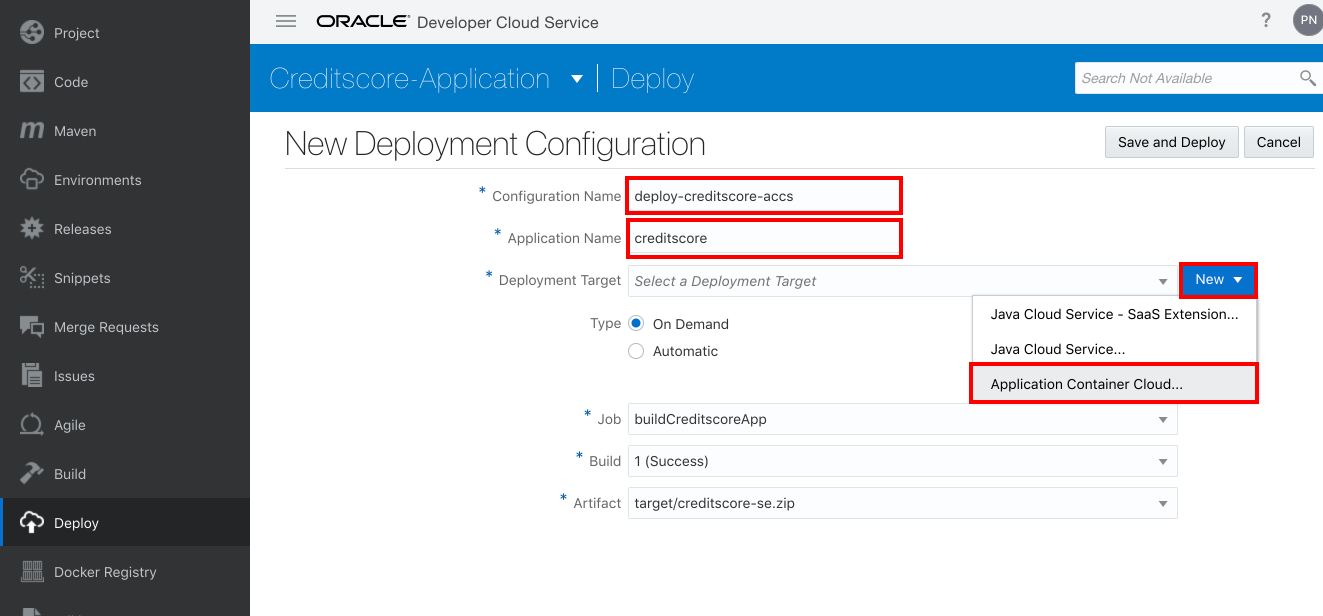 Project
Code
Maven
Environments
Releases
Snippets
Merge Requests
Issues
Agile
Build
Deploy
Docker Registry
ORACLE® Developer Cloud Service
? PN
Creditscore-Application Deploy
Search Not Available
New Deployment Configuration
Save and Deploy Cancel
* Configuration Name deploy-creditscore-accs
* Application Name creditscore
* Deployment Target Select a Deployment Target New
Java Cloud Service - SaaS Extension...
Java Cloud Service...
Application Container Cloud...
Type On Demand
Automatic
* Job buildCreditscoreApp
* Build 1 (Success)
* Artifact target/creditscore-se.zip